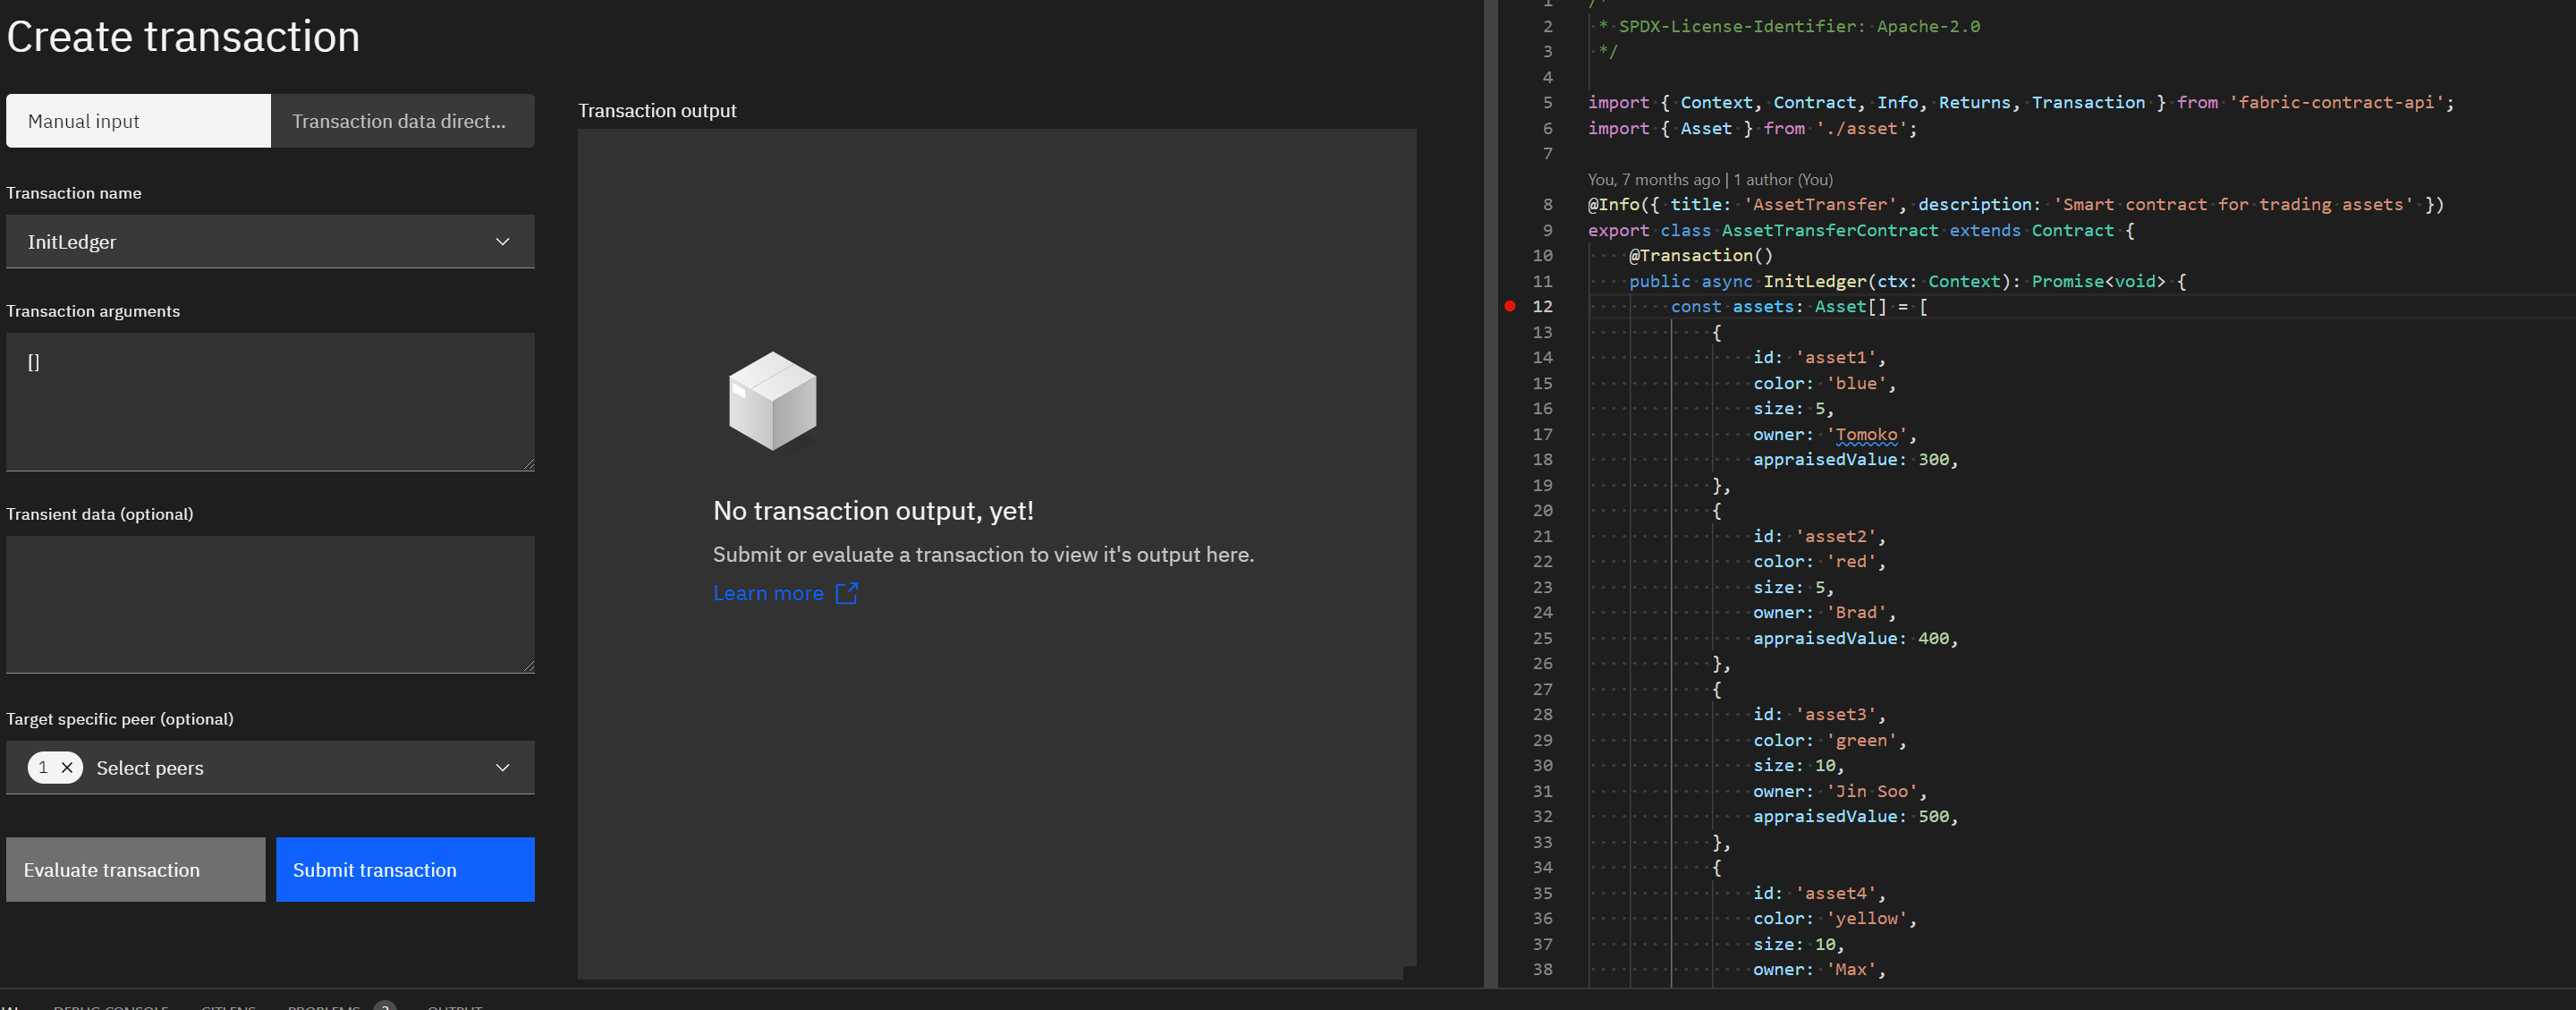 Create transaction
Manual input
Transaction data direct...
Transaction name
InitLedger
Transaction arguments
[]
Transient data (optional)
Target specific peer (optional)
1 × Select peers
Evaluate transaction
Submit transaction
Transaction output
No transaction output, yet!
Submit or evaluate a transaction to view it's output here.
Learn more
1 /*
2 * SPDX-License-Identifier: Apache-2.0
3 */
4
5 import { Context, Contract, Info, Returns, Transaction } from 'fabric-contract-api';
6 import { Asset } from './asset';
7
You, 7 months ago | 1 author (You)
8 @Info({ title: 'AssetTransfer', description: 'Smart contract for trading assets' })
9 export class AssetTransferContract extends Contract {
10 @Transaction()
11 public async InitLedger(ctx: Context): Promise<void> {
12 const assets: Asset[] = [
13 {
14 id: 'asset1',
15 color: 'blue',
16 size: 5,
17 owner: 'Tomoko',
18 appraisedValue: 300,
19 },
20 {
21 id: 'asset2',
22 color: 'red',
23 size: 5,
24 owner: 'Brad',
25 appraisedValue: 400,
26 },
27 {
28 id: 'asset3',
29 color: 'green',
30 size: 10,
31 owner: 'Jin Soo',
32 appraisedValue: 500,
33 },
34 {
35 id: 'asset4',
36 color: 'yellow',
37 size: 10,
38 owner: 'Max',
DEBUG CONSOLE GITLENS PROBLEMS OUTPUT